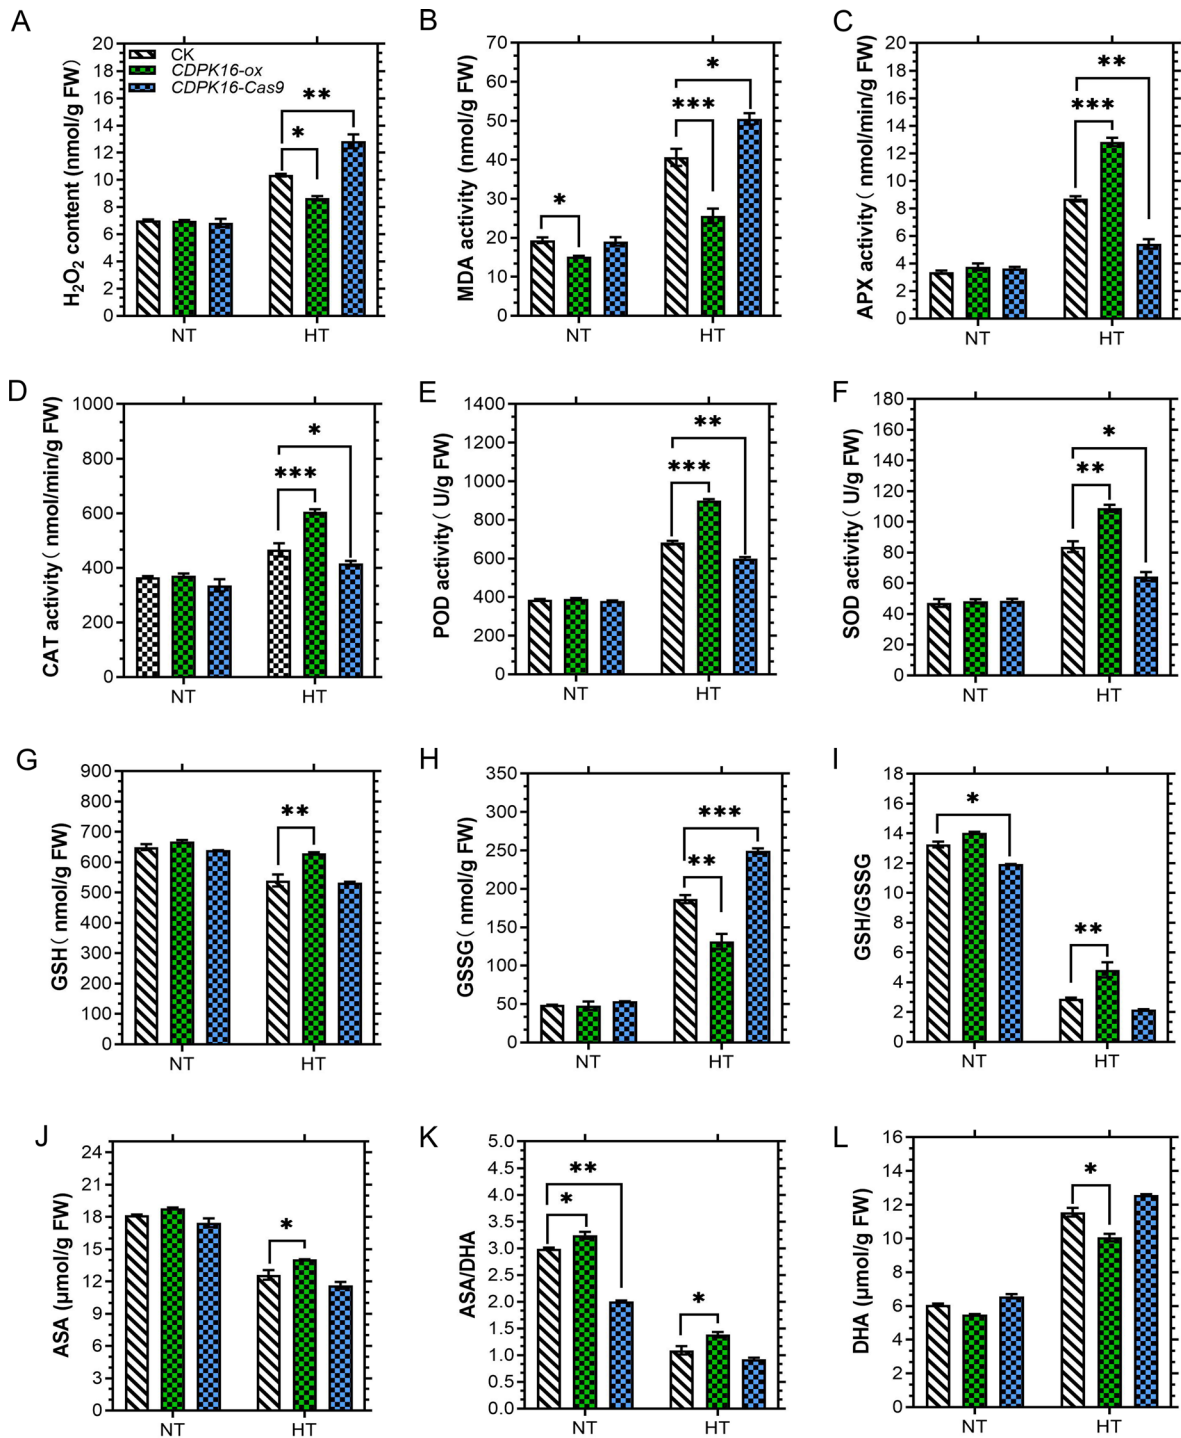 A
H₂O₂ content (nmol/g FW)
20
18
16
14
12
10
8
6
4
2
0
CK
CDPK16-ox
CDPK16-Cas9
*
**
NT
HT
B
MDA activity (nmol/g FW)
70
60
50
40
30
20
10
0
*
***
*
NT
HT
C
APX activity( nmol/min/g FW)
20
18
16
14
12
10
8
6
4
2
0
**
***
NT
HT
D
CAT activity( nmol/min/g FW)
1000
800
600
400
200
0
*
***
NT
HT
E
POD activity( U/g FW)
1400
1200
1000
800
600
400
200
0
**
***
NT
HT
F
SOD activity( U/g FW)
180
160
140
120
100
80
60
40
20
0
*
**
NT
HT
G
GSH( nmol/g FW)
900
800
700
600
500
400
300
200
100
0
**
NT
HT
H
GSSG( nmol/g FW)
350
300
250
200
150
100
50
0
***
**
NT
HT
I
GSH/GSSG
18
16
14
12
10
8
6
4
2
0
*
**
NT
HT
J
ASA (μmol/g FW)
24
21
18
15
12
9
6
3
0
*
NT
HT
K
ASA/DHA
5.0
4.5
4.0
3.5
3.0
2.5
2.0
1.5
1.0
0.5
0.0
**
*
*
NT
HT
L
DHA (μmol/g FW)
16
14
12
10
8
6
4
2
0
*
NT
HT